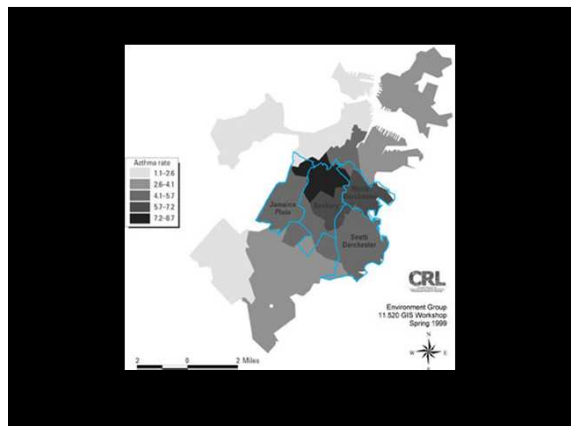 Asthma rate
1.1-2.6
2.6-4.1
4.1-5.7
5.7-7.2
7.2-8.7
Jamaica
Plain
Roxbury
North
Dorchester
South
Dorchester
CRL
Environment Group
11.520 GIS Workshop
Spring 1999
N
W
E
S
2
0
2 Miles